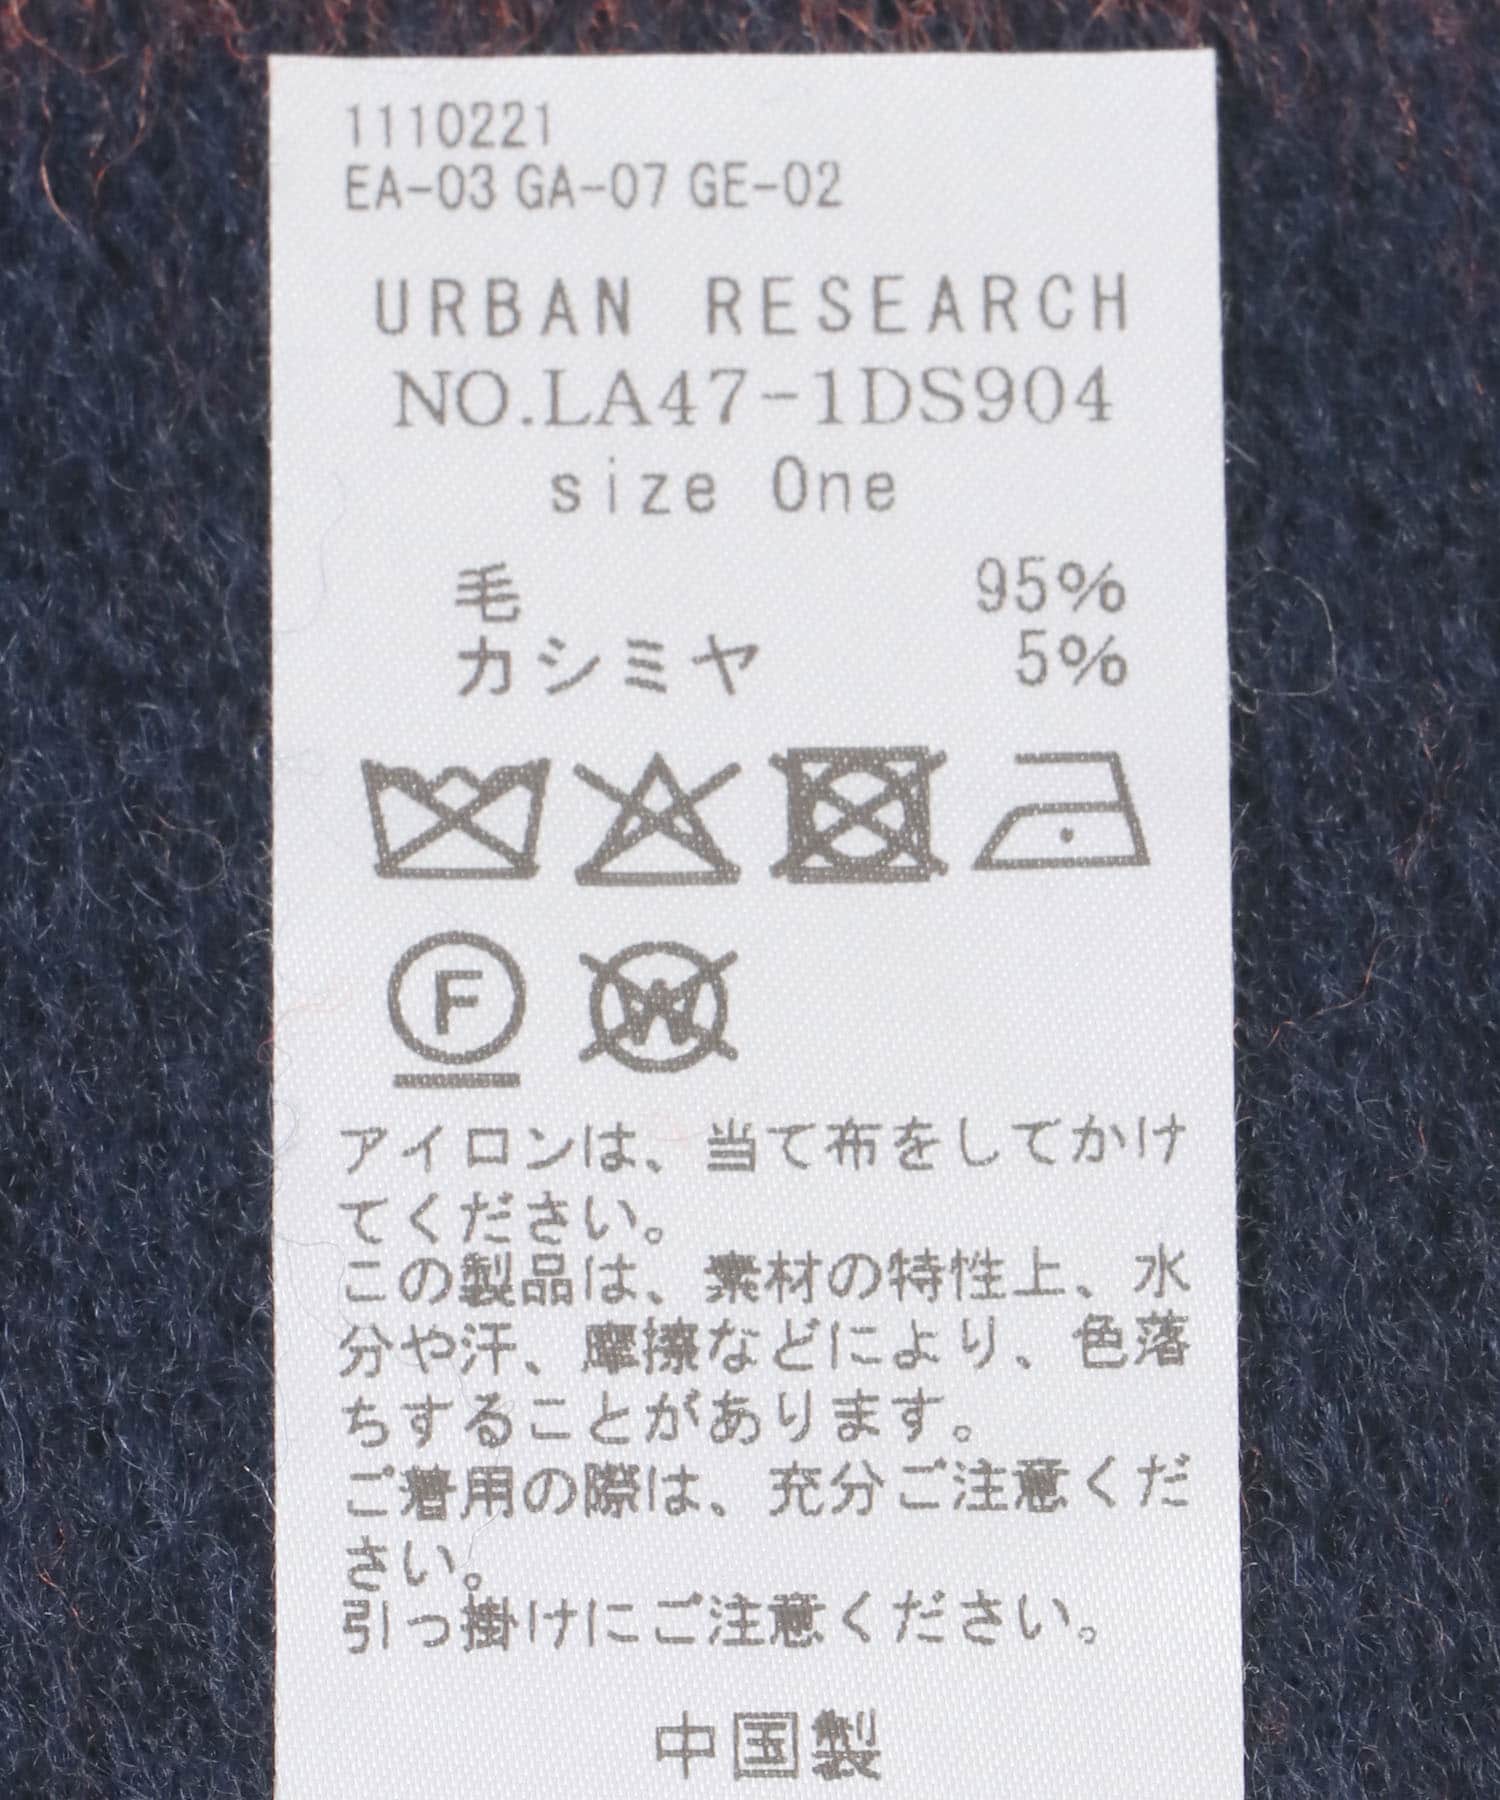 1110221
EA-03 GA-07 GE-02
URBAN RESEARCH
NO.LA47-1DS904
size One
毛 95%
カシミヤ 5%
F W
アイロンは、当て布をしてかけ
てください。
この製品は、素材の特性上、水
分や汗、摩擦などにより、色落
ちすることがあります。
ご着用の際は、充分ご注意くだ
さい。
引っ掛けにご注意ください。
中国製